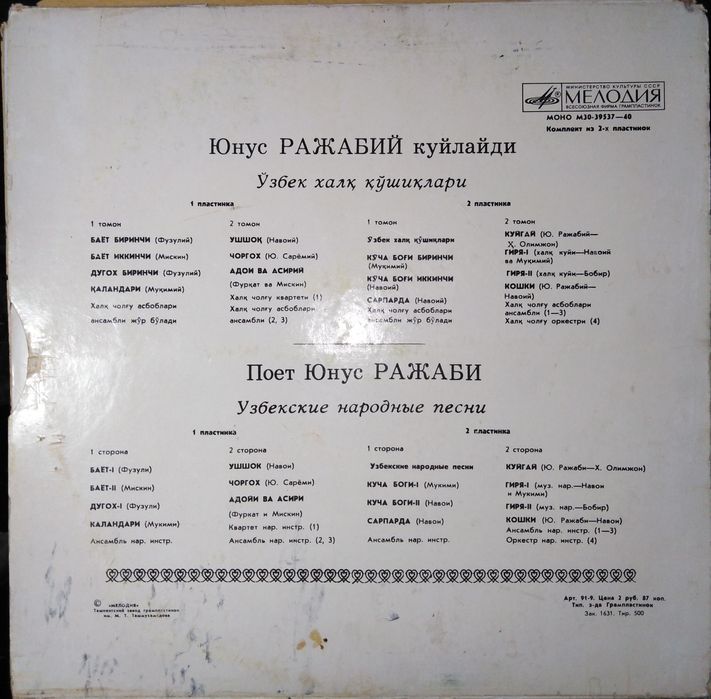 МИНИСТЕРСТВО КУЛЬТУРЫ СССР
МЕЛОДИЯ
ВСЕСОЮЗНАЯ ФИРМА ГРАМПЛАСТИНОК
МОНО М30-39537—40
Комплект из 2-х пластинок
Юнус РАЖАБИЙ куйлайди
Ўзбек халқ қўшиқлари
1 пластинка
1 томон
БАЁТ БИРИНЧИ (Фузулий)
БАЁТ ИККИНЧИ (Мискин)
ДУГОХ БИРИНЧИ (Фузулий)
ҚАЛАНДАРИ (Муқимий)
Халқ чолғу асбоблари
ансамбли жўр бўлади
2 томон
УШШОҚ (Навоий)
ЧОРГОХ (Ю. Сарёмий)
АДОИ ВА АСИРИЙ
(Фурқат ва Мискин)
Халқ чолғу квартети (1)
Халқ чолғу асбоблари
ансамбли (2, 3)
2 пластинка
1 томон
Ўзбек халқ қўшиқлари
КЎЧА БОҒИ БИРИНЧИ
(Муқимий)
КЎЧА БОҒИ ИККИНЧИ
(Навоий)
САРПАРДА (Навоий)
Халқ чолғу асбоблари
ансамбли жўр бўлади
2 томон
КУЙГАЙ (Ю. Ражабий—
Ҳ. Олимжон)
ГИРЯ-I (халқ куйи—Навоий
ва Муқимий)
ГИРЯ-II (халқ куйи—Бобир)
КОШКИ (Ю. Ражабий—
Навоий)
Халқ чолғу асбоблари
ансамбли (1—3)
Халқ чолғу оркестри (4)
Поет Юнус РАЖАБИ
Узбекские народные песни
1 пластинка
1 сторона
БАЕТ-I (Фузули)
БАЕТ-II (Мискин)
ДУГОХ-I (Фузули)
КАЛАНДАРИ (Мукими)
Ансамбль нар. инстр.
2 сторона
УШШОК (Навои)
ЧОРГОХ (Ю. Сарёми)
АДОЙИ ВА АСИРИ
(Фуркат и Мискин)
Квартет нар. инстр. (1)
Ансамбль нар. инстр. (2, 3)
2 пластинка
1 сторона
Узбекские народные песни
КУЧА БОГИ-I (Мукими)
КУЧА БОГИ-II (Навои)
САРПАРДА (Навои)
Ансамбль нар. инстр.
2 сторона
КУЙГАЙ (Ю. Ражаби—Х. Олимжон)
ГИРЯ-I (муз. нар.—Навои
и Мукими)
ГИРЯ-II (муз. нар.—Бобир)
КОШКИ (Ю. Ражаби—Навои)
Ансамбль нар. инстр. (1—3)
Оркестр нар. инстр. (4)
© «МЕЛОДИЯ»
Ташкентский завод грампластинок
им. М. Т. Ташмухамедова
Арт. 91-9. Цена 2 руб. 87 коп.
Тип. з-да Грампластинок
Зак. 1631. Тир. 500